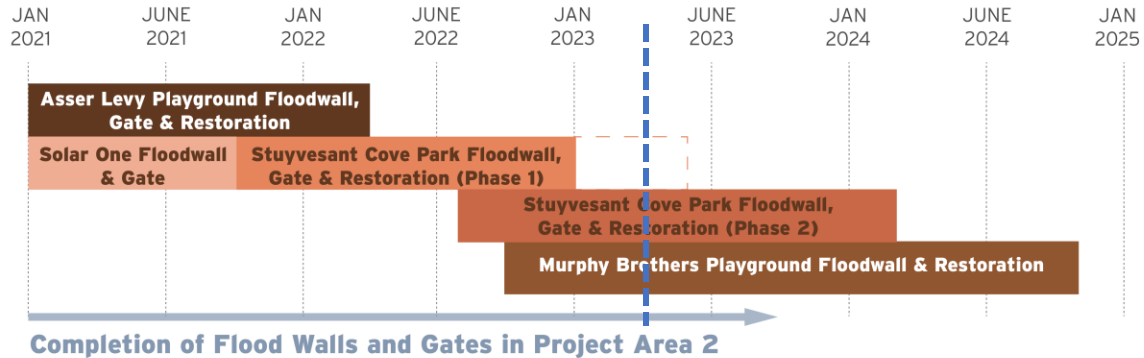 JAN JUNE JAN JUNE JAN JUNE JAN JUNE JAN
2021 2021 2022 2022 2023 2023 2024 2024 2025
Asser Levy Playground Floodwall,
Gate & Restoration
Solar One Floodwall
& Gate
Stuyvesant Cove Park Floodwall,
Gate & Restoration (Phase 1)
Stuyvesant Cove Park Floodwall,
Gate & Restoration (Phase 2)
Murphy Brothers Playground Floodwall & Restoration
Completion of Flood Walls and Gates in Project Area 2